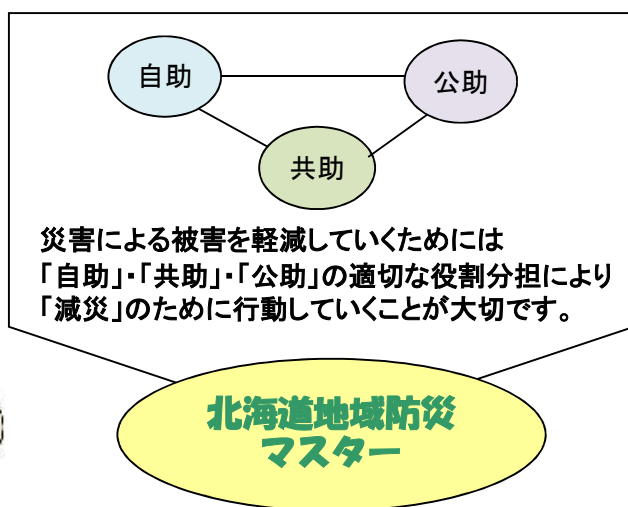 自助
公助
共助
災害による被害を軽減していくためには
「自助」・「共助」・「公助」の適切な役割分担により
「減災」のために行動していくことが大切です。
北海道地域防災
マスター